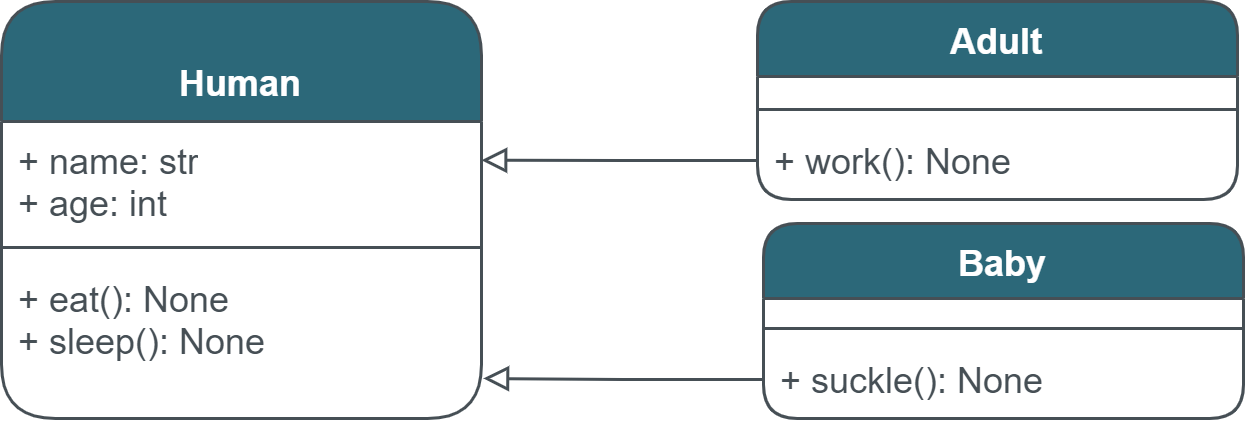 Human
+ name: str
+ age: int
+ eat(): None
+ sleep(): None
Adult
+ work(): None
Baby
+ suckle(): None